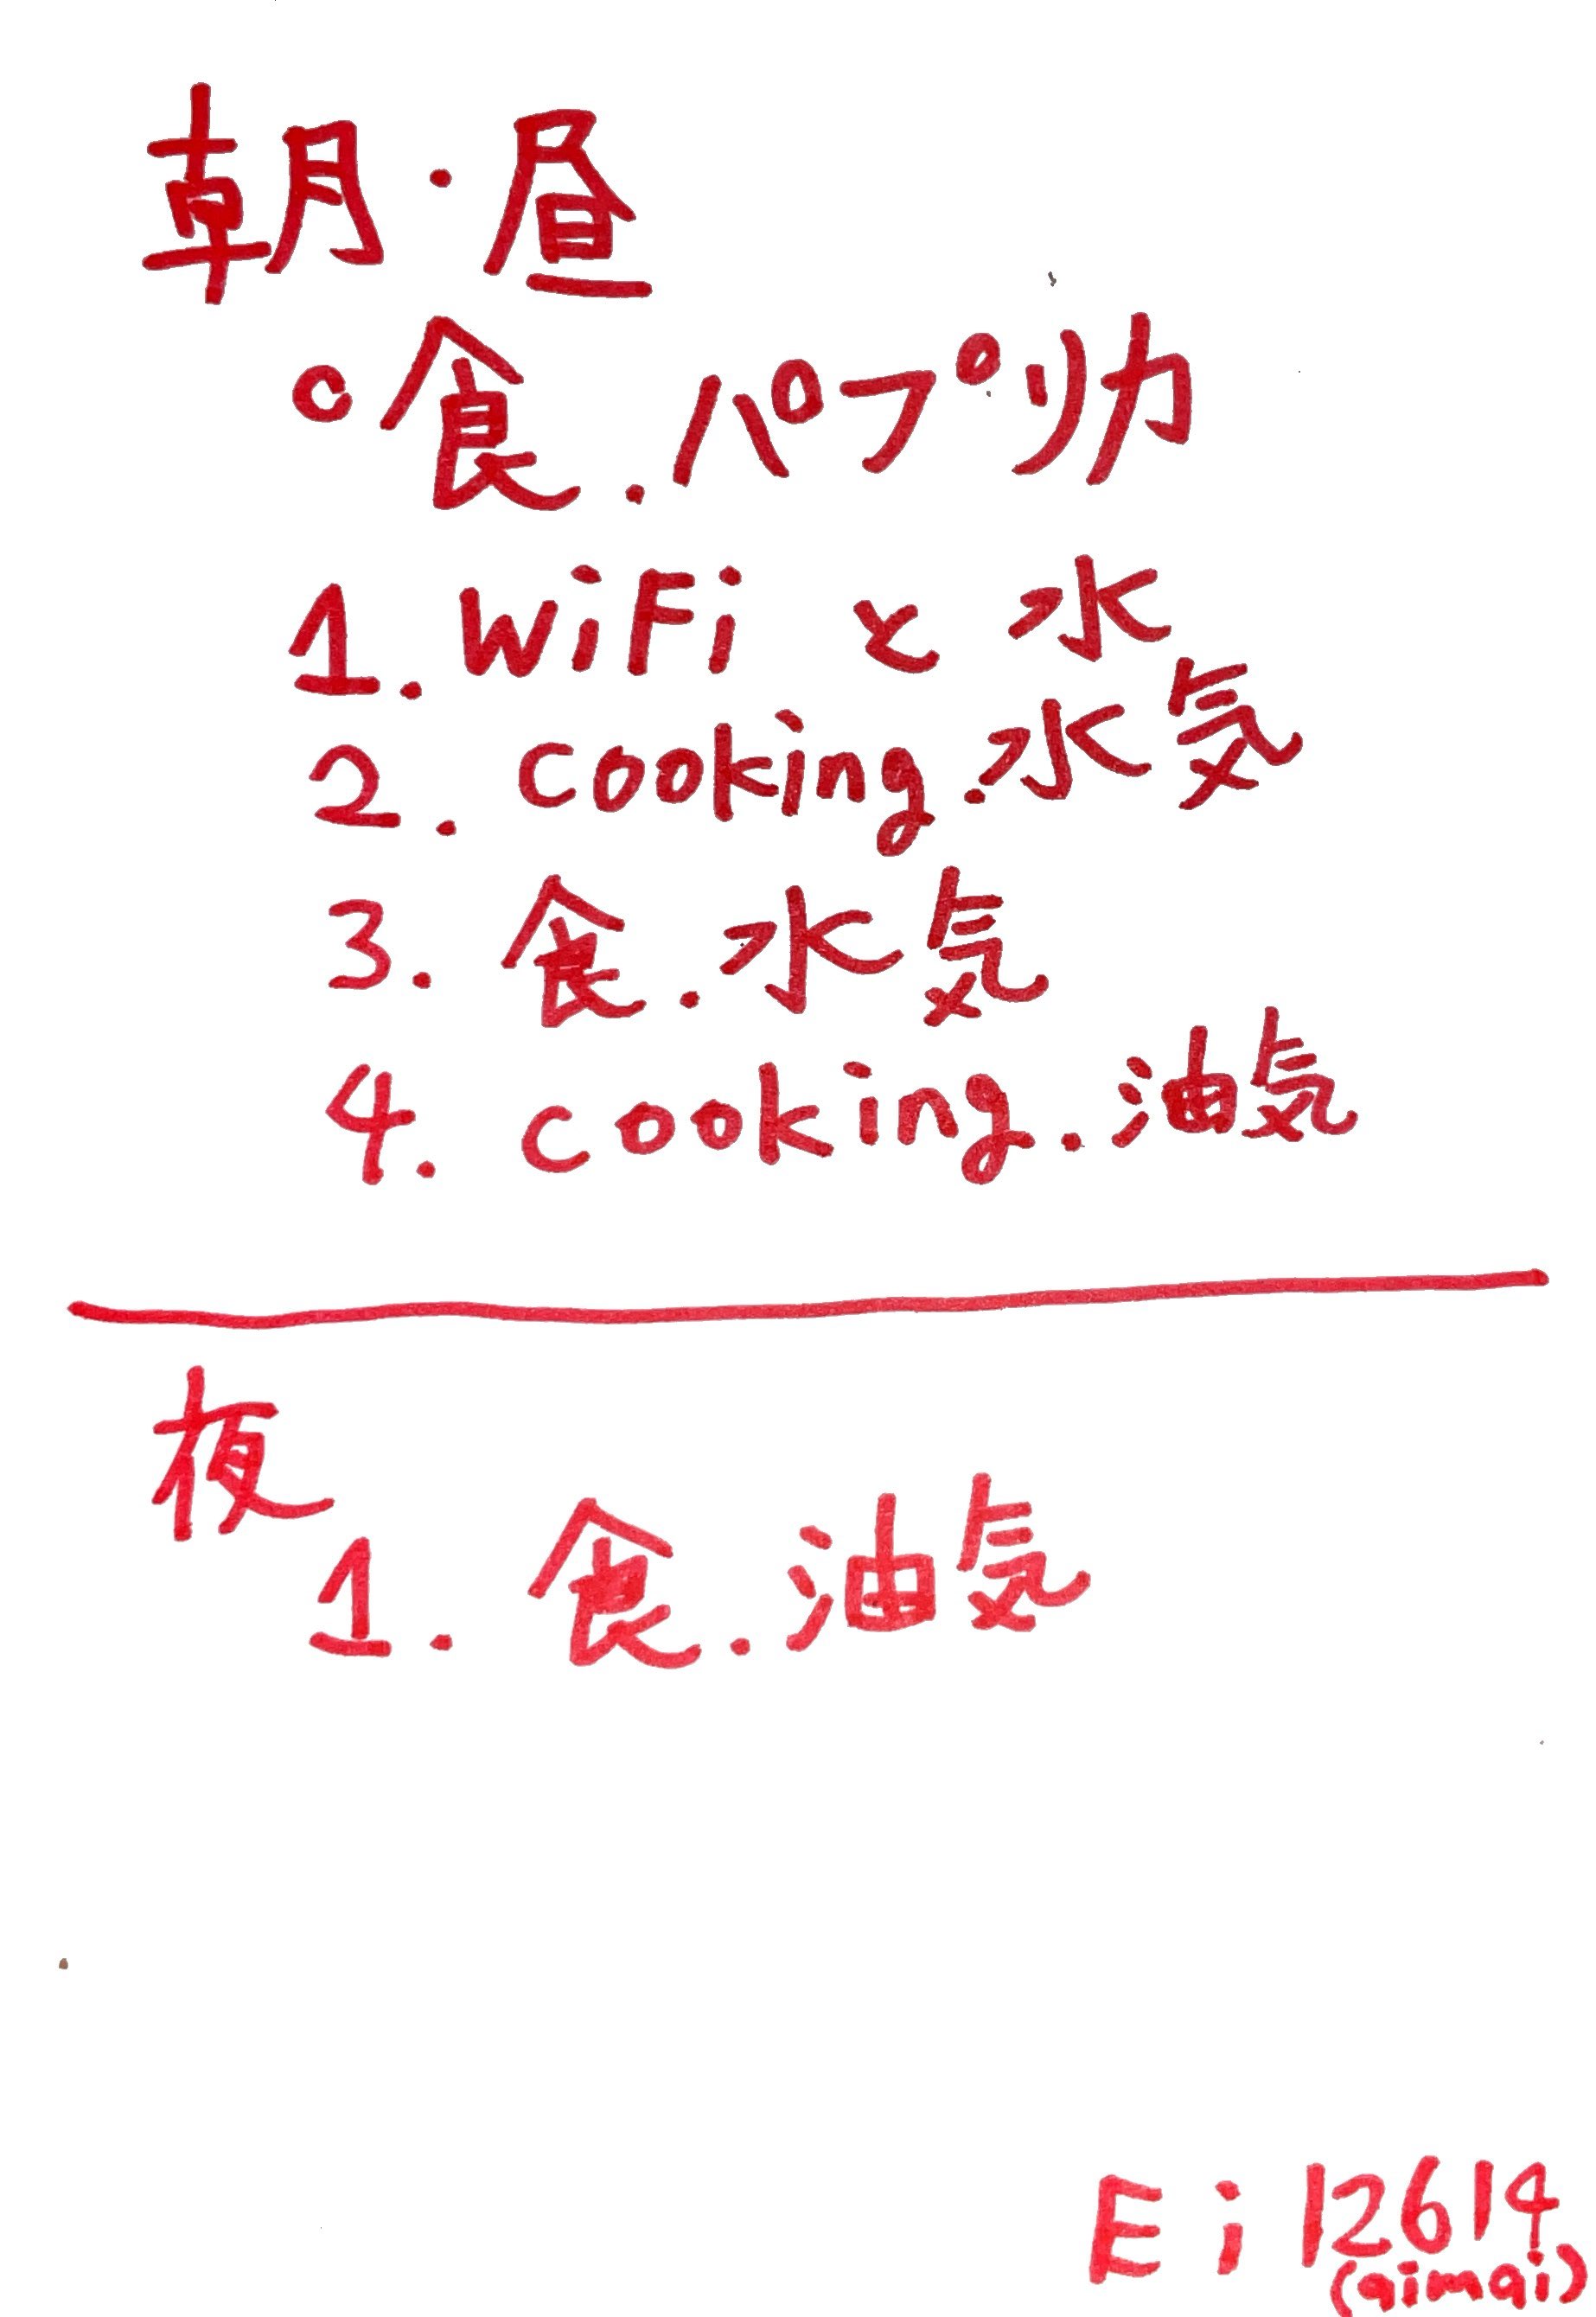 朝・昼
○食.パプリカ
1.WiFi と 水
2.cooking.水気
3.食.水気
4.cooking.油気
夜
1.食.油気
Ei 12614
(aimai)